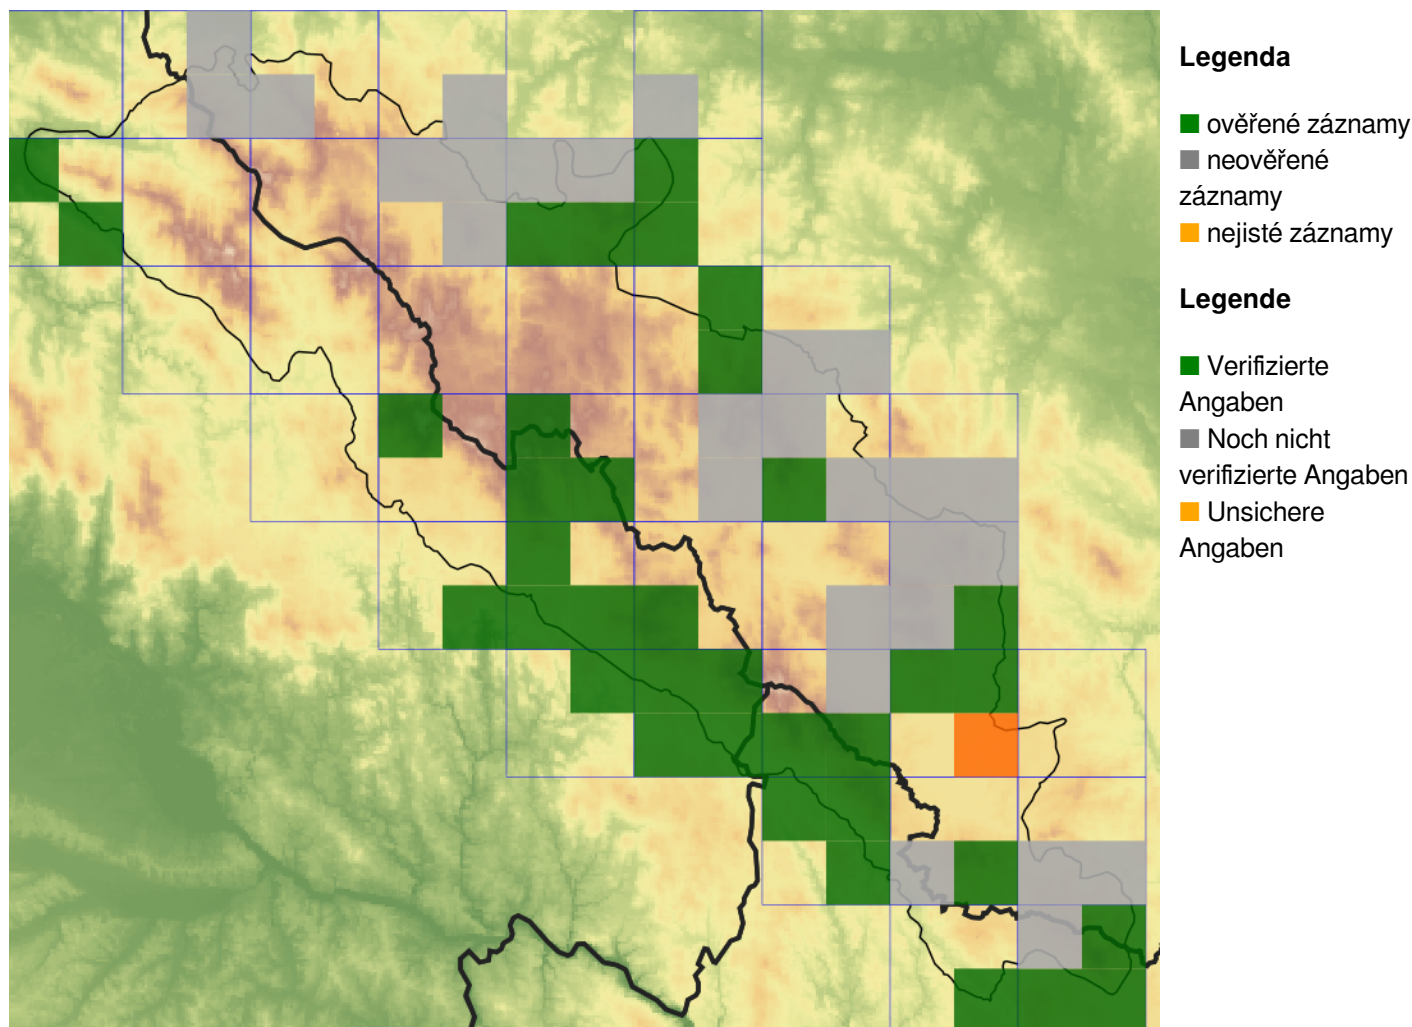 Legenda
ověřené záznamy
neověřené
záznamy
nejisté záznamy
Legende
Verifizierte
Angaben
Noch nicht
verifizierte Angaben
Unsichere
Angaben